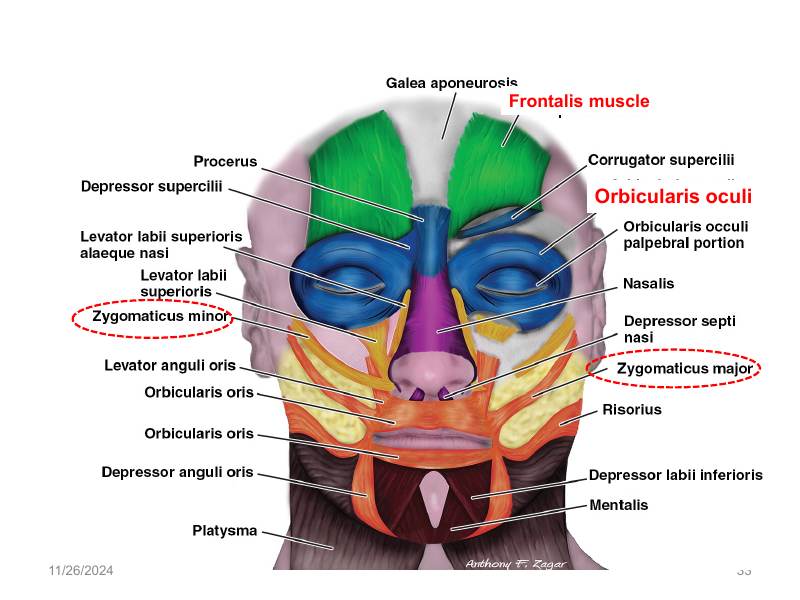 Galea aponeurosis
Frontalis muscle
Procerus
Corrugator supercilii
Depressor supercilii
Orbicularis oculi
Levator labii superioris
alaeque nasi
Orbicularis occuli
palpebral portion
Levator labii
superioris
Nasalis
Zygomaticus minor
Depressor septi
nasi
Levator anguli oris
Zygomaticus major
Orbicularis oris
Risorius
Orbicularis oris
Depressor anguli oris
Depressor labii inferioris
Mentalis
Platysma
Anthony F. Zagar
11/26/2024